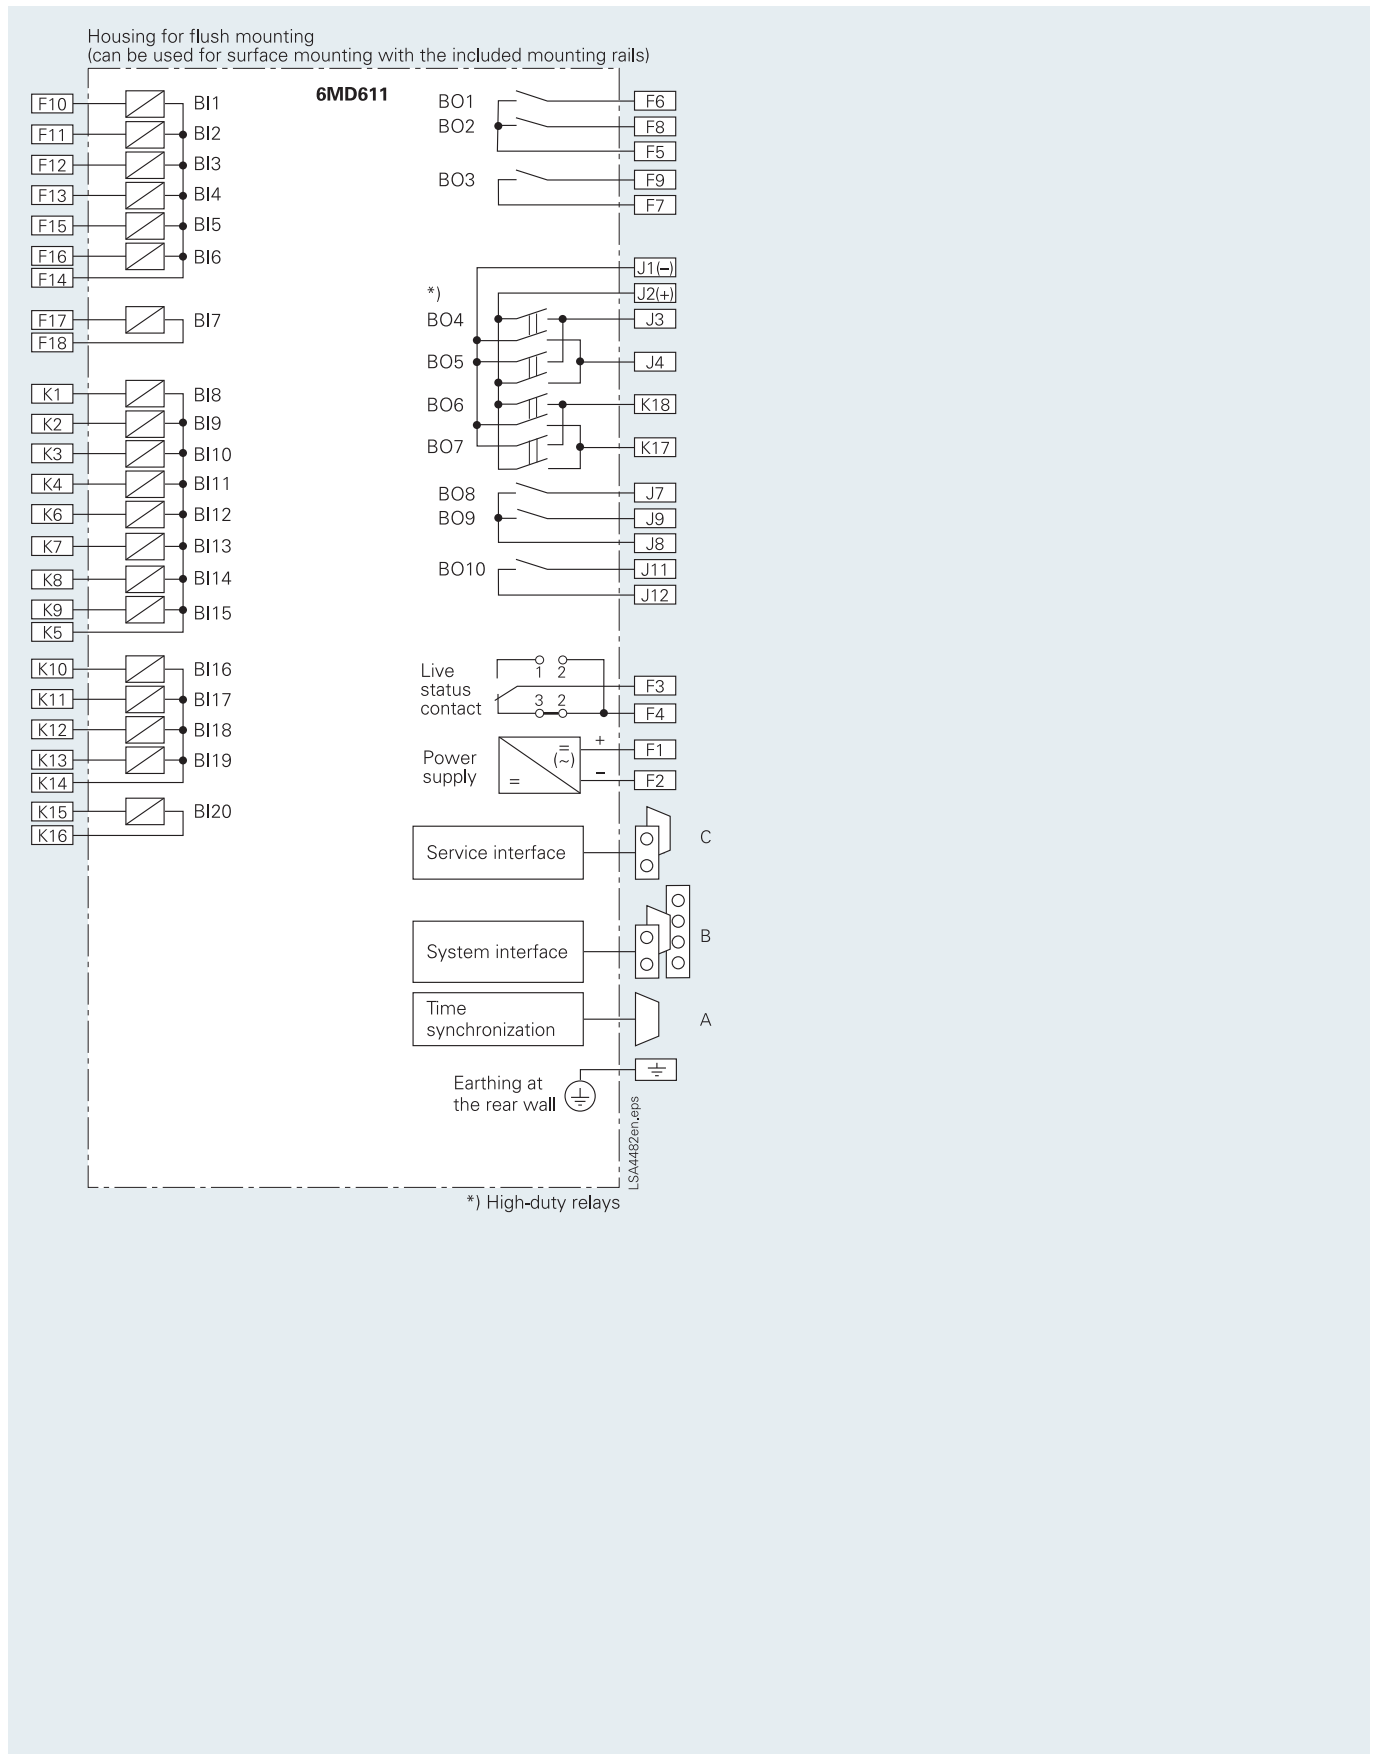 Housing for flush mounting
(can be used for surface mounting with the included mounting rails)
6MD611
F10 BI1
F11 BI2
F12 BI3
F13 BI4
F15 BI5
F16 BI6
F14
F17 BI7
F18
K1 BI8
K2 BI9
K3 BI10
K4 BI11
K6 BI12
K7 BI13
K8 BI14
K9 BI15
K5
K10 BI16
K11 BI17
K12 BI18
K13 BI19
K14
K15 BI20
K16
BO1 F6
BO2 F8
F5
BO3 F9
F7
J1(–)
*) J2(+)
BO4 J3
BO5 J4
BO6 K18
BO7 K17
BO8 J7
BO9 J9
J8
BO10 J11
J12
Live
status
contact
1 2
3 2
F3
F4
Power
supply
=
(~)
=
+ F1
– F2
Service interface C
System interface B
Time
synchronization
A
Earthing at
the rear wall
LSA4482en.eps
*) High-duty relays